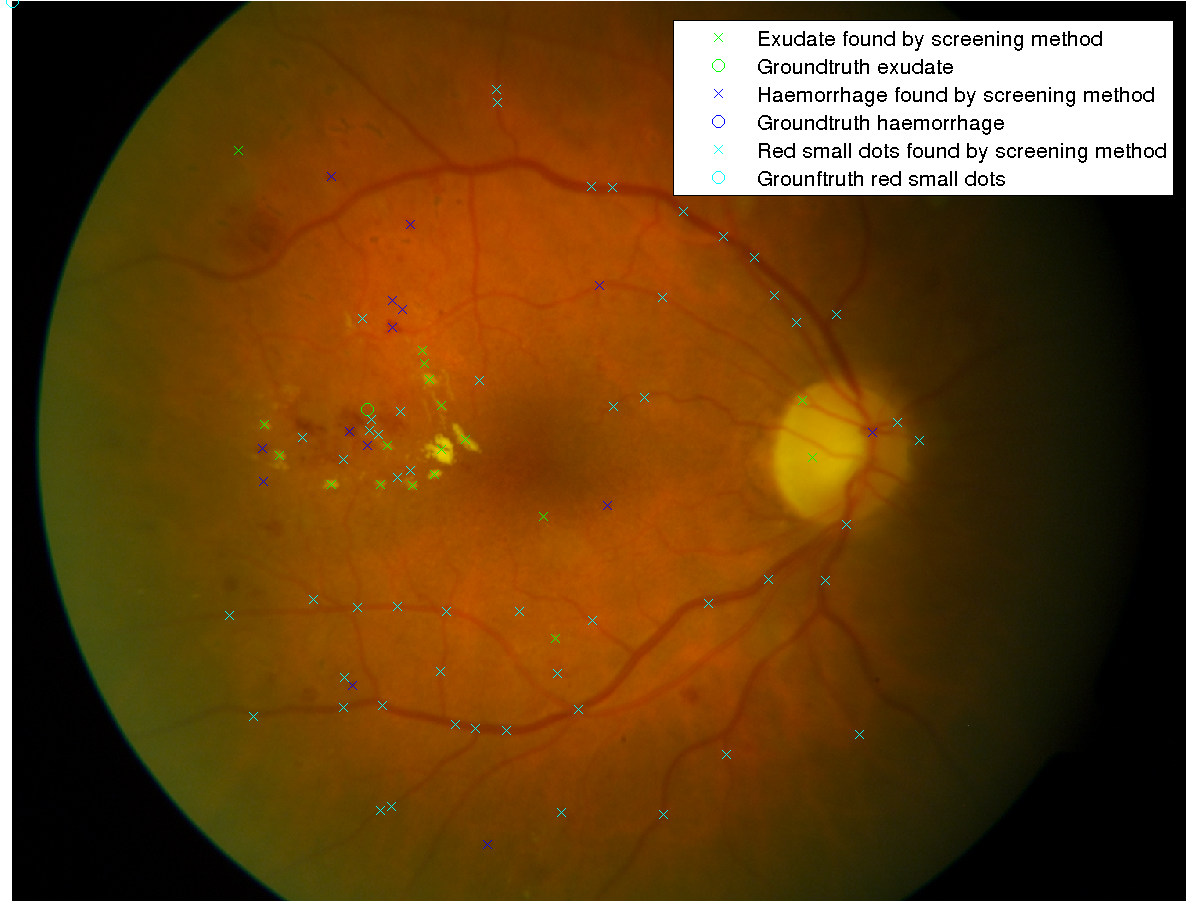 Exudate found by screening method
Groundtruth exudate
Haemorrhage found by screening method
Groundtruth haemorrhage
Red small dots found by screening method
Grounftruth red small dots